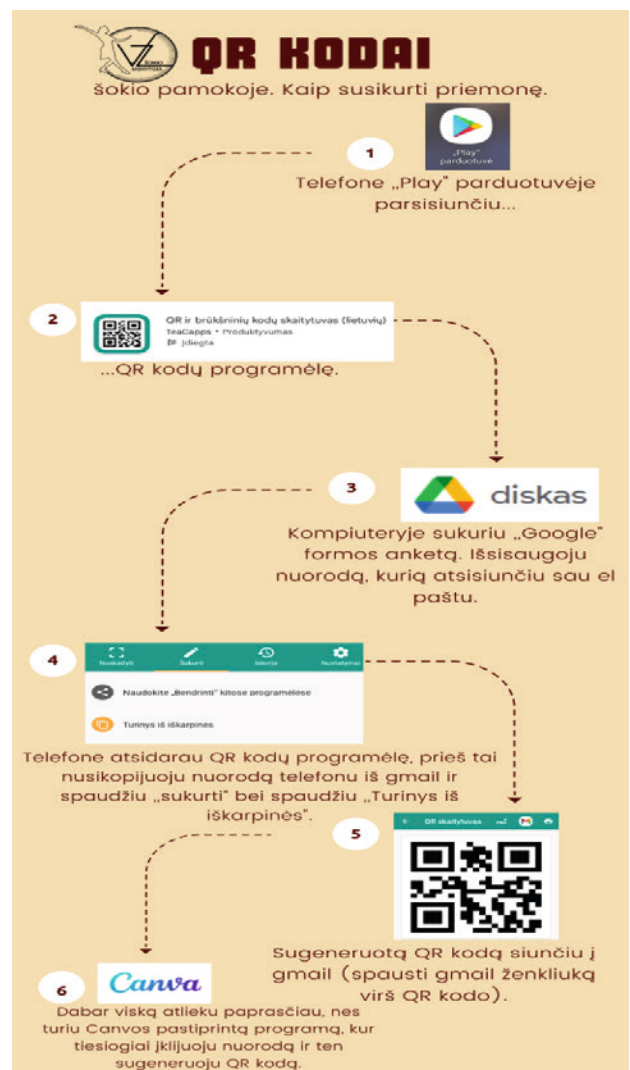 VŽ
QR KODAI
šokio pamokoje. Kaip susikurti priemonę.
„Play"
parduotuvė
1
Telefone „Play" parduotuvėje
parsisiunčiu...
2
QR ir brūkšninių kodų skaitytuvas (lietuvių)
TeaCapps • Produktyvumas
Įdiegta
...QR kodų programėlę.
3
diskas
Kompiuteryje sukuriu „Google"
formos anketą. Išsisaugoju
nuorodą, kurią atsisiunčiu sau el
paštu.
4
Nuskaityti Sukurti Istorija Nustatymai
Naudokite „Bendrinti" kitose programėlėse
Turinys iš iškarpinės
Telefone atsidarau QR kodų programėlę, prieš tai
nusikopijuoju nuorodą telefonu iš gmail ir
spaudžiu „sukurti" bei spaudžiu „Turinys iš
iškarpinės".
5
QR skaitytuvas
Sugeneruotą QR kodą siunčiu į
gmail (spausti gmail ženkliuką
virš QR kodo).
6
Canva
Dabar viską atlieku paprasčiau, nes
turiu Canvos pastiprintą programą, kur
tiesiogiai įklijuoju nuorodą ir ten
sugeneruoju QR kodą.